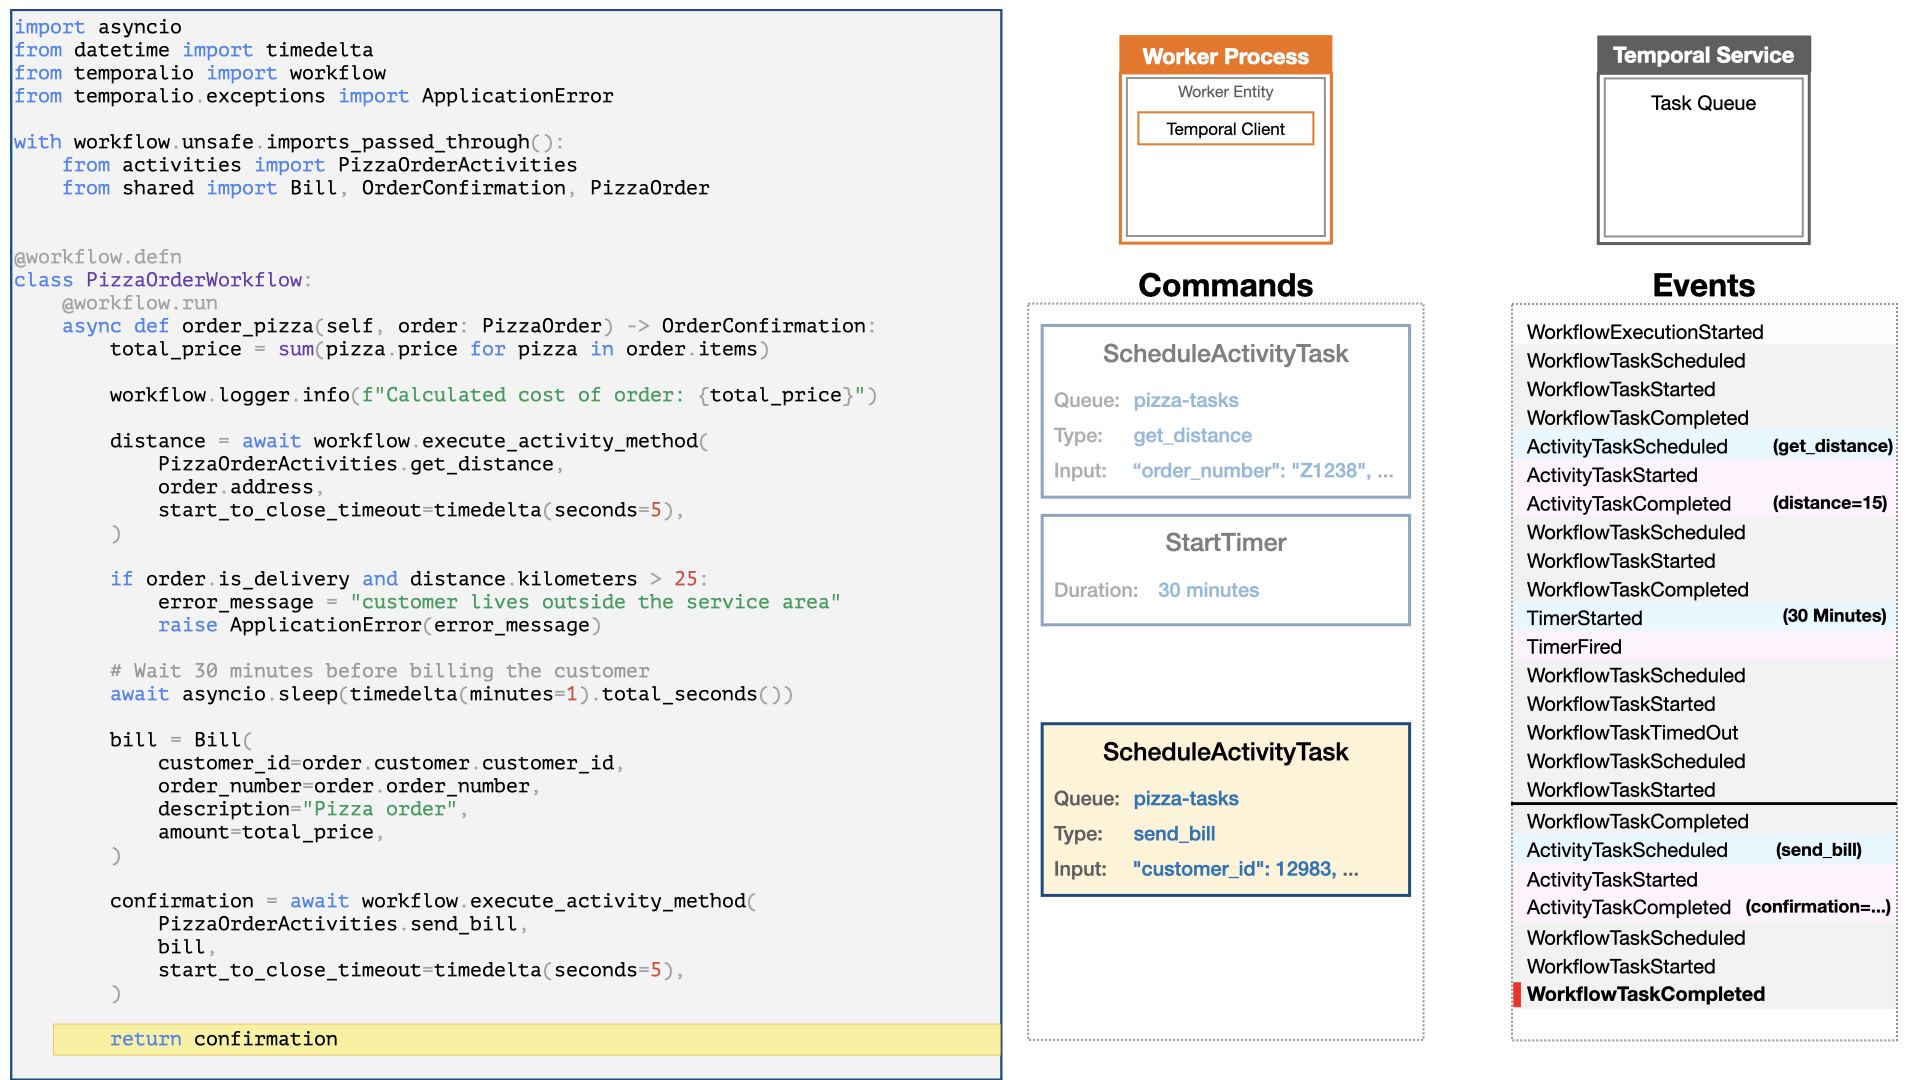 import asyncio
from datetime import timedelta
from temporalio import workflow
from temporalio.exceptions import ApplicationError

with workflow.unsafe.imports_passed_through():
    from activities import PizzaOrderActivities
    from shared import Bill, OrderConfirmation, PizzaOrder

@workflow.defn
class PizzaOrderWorkflow:
    @workflow.run
    async def order_pizza(self, order: PizzaOrder) -> OrderConfirmation:
        total_price = sum(pizza.price for pizza in order.items)

        workflow.logger.info(f"Calculated cost of order: {total_price}")

        distance = await workflow.execute_activity_method(
            PizzaOrderActivities.get_distance,
            order.address,
            start_to_close_timeout=timedelta(seconds=5),
        )

        if order.is_delivery and distance.kilometers > 25:
            error_message = "customer lives outside the service area"
            raise ApplicationError(error_message)

        # Wait 30 minutes before billing the customer
        await asyncio.sleep(timedelta(minutes=1).total_seconds())

        bill = Bill(
            customer_id=order.customer.customer_id,
            order_number=order.order_number,
            description="Pizza order",
            amount=total_price,
        )

        confirmation = await workflow.execute_activity_method(
            PizzaOrderActivities.send_bill,
            bill,
            start_to_close_timeout=timedelta(seconds=5),
        )

        return confirmation
Worker Process
Worker Entity
Temporal Client
Temporal Service
Task Queue
Commands
ScheduleActivityTask
Queue: pizza-tasks
Type: get_distance
Input: “order_number": "Z1238", ...
StartTimer
Duration: 30 minutes
ScheduleActivityTask
Queue: pizza-tasks
Type: send_bill
Input: "customer_id": 12983, ...
Events
WorkflowExecutionStarted
WorkflowTaskScheduled
WorkflowTaskStarted
WorkflowTaskCompleted
ActivityTaskScheduled (get_distance)
ActivityTaskStarted
ActivityTaskCompleted (distance=15)
WorkflowTaskScheduled
WorkflowTaskStarted
WorkflowTaskCompleted
TimerStarted (30 Minutes)
TimerFired
WorkflowTaskScheduled
WorkflowTaskStarted
WorkflowTaskTimedOut
WorkflowTaskScheduled
WorkflowTaskStarted
WorkflowTaskCompleted
ActivityTaskScheduled (send_bill)
ActivityTaskStarted
ActivityTaskCompleted (confirmation=...)
WorkflowTaskScheduled
WorkflowTaskStarted
WorkflowTaskCompleted